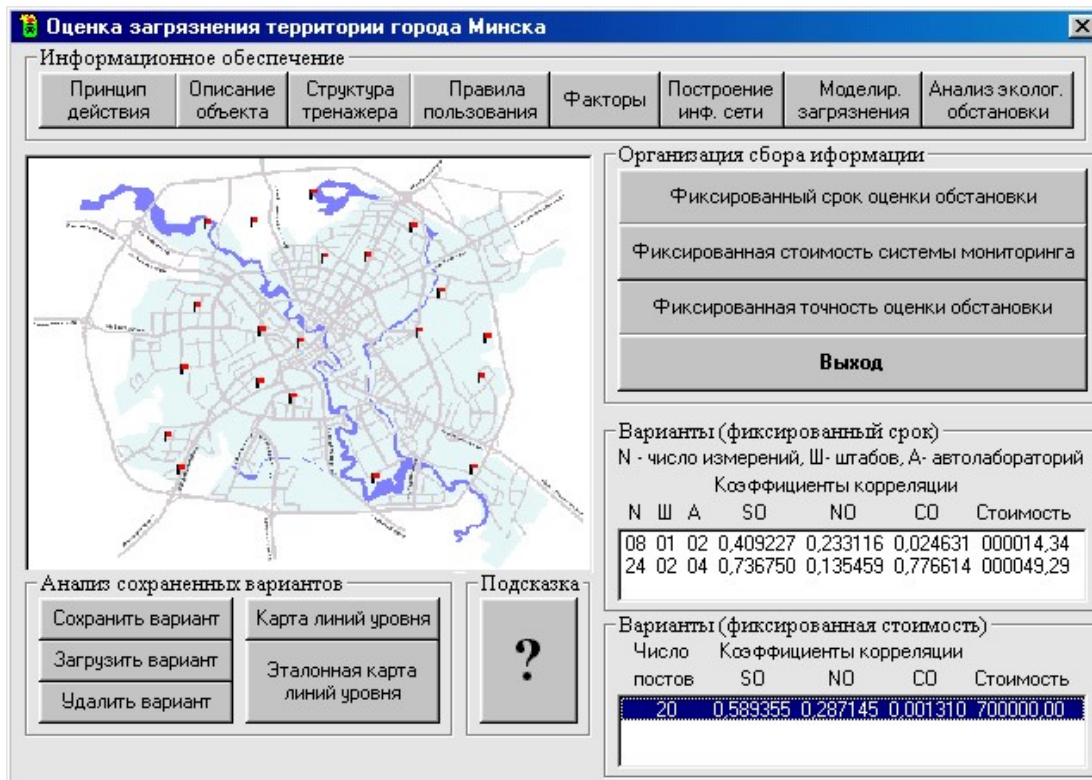 Оценка загрязнения территории города Минска
Информационное обеспечение
Принцип действия
Описание объекта
Структура тренажера
Правила пользования
Факторы
Построение инф. сети
Моделир. загрязнения
Анализ эколог. обстановки
Организация сбора иформации
Фиксированный срок оценки обстановки
Фиксированная стоимость системы мониторинга
Фиксированная точность оценки обстановки
Выход
Варианты (фиксированный срок)
N - число измерений, Ш- штабов, А- автолабораторий
Коэффициенты корреляции
N Ш А SO NO CO Стоимость
08 01 02 0,409227 0,233116 0,024631 000014,34
24 02 04 0,736750 0,135459 0,776614 000049,29
Анализ сохраненных вариантов
Сохранить вариант
Загрузить вариант
Удалить вариант
Карта линий уровня
Эталонная карта
линий уровня
Подсказка
?
Варианты (фиксированная стоимость)
Число Коэффициенты корреляции
постов SO NO CO Стоимость
20 0,589355 0,287145 0,001310 700000,00